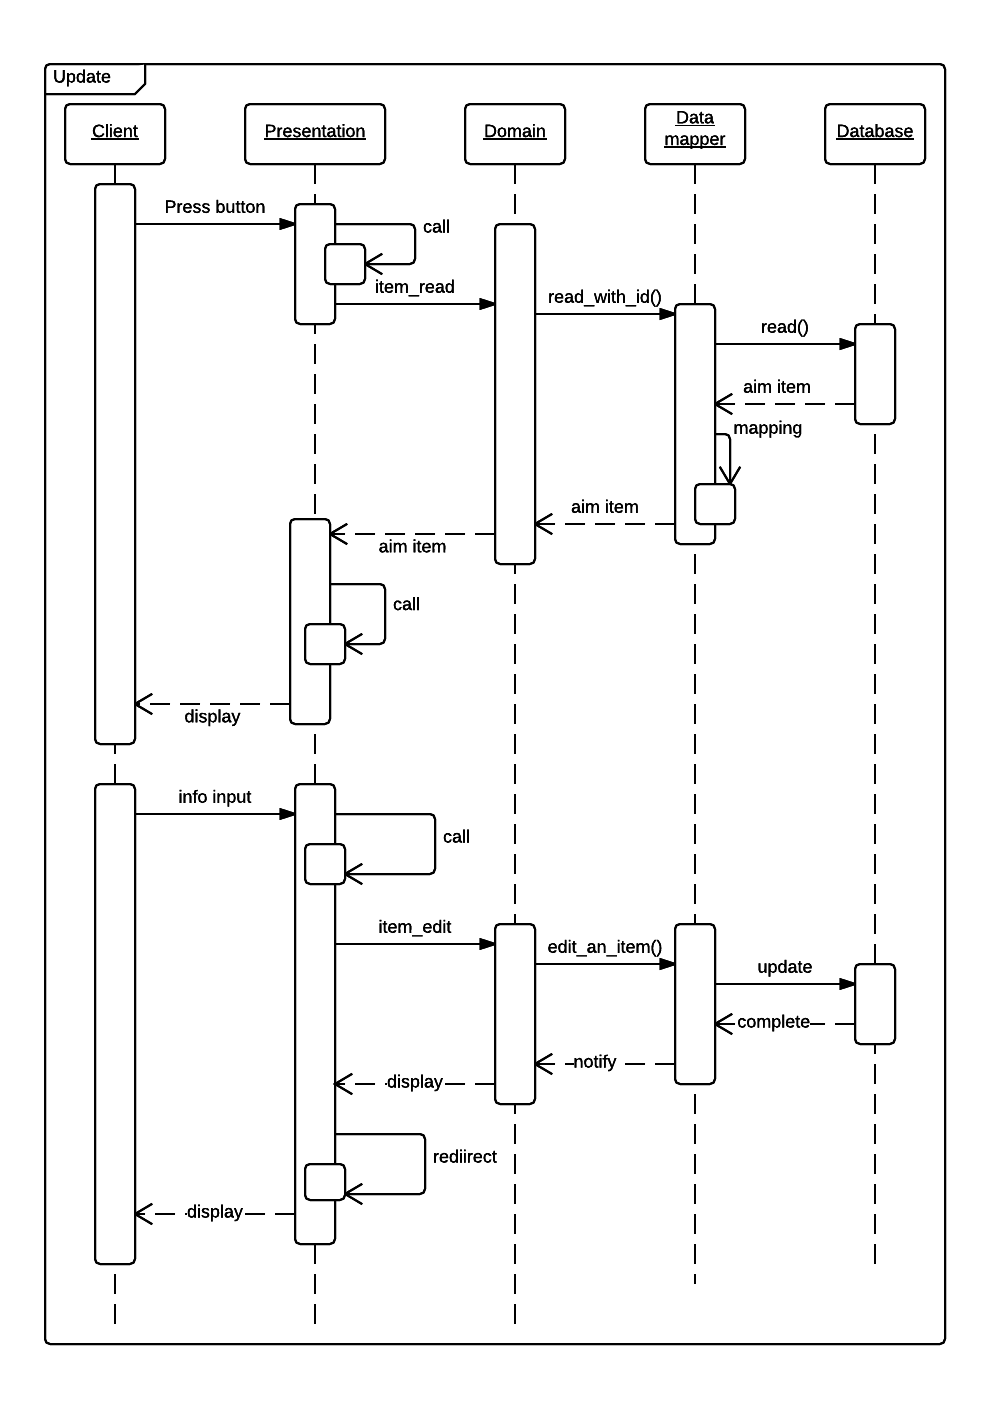 Update
Client
Presentation
Domain
Data
mapper
Database
Press button
call
item_read
read_with_id()
read()
aim item
mapping
aim item
aim item
call
display
info input
call
item_edit
edit_an_item()
update
complete
notify
display
rediirect
display